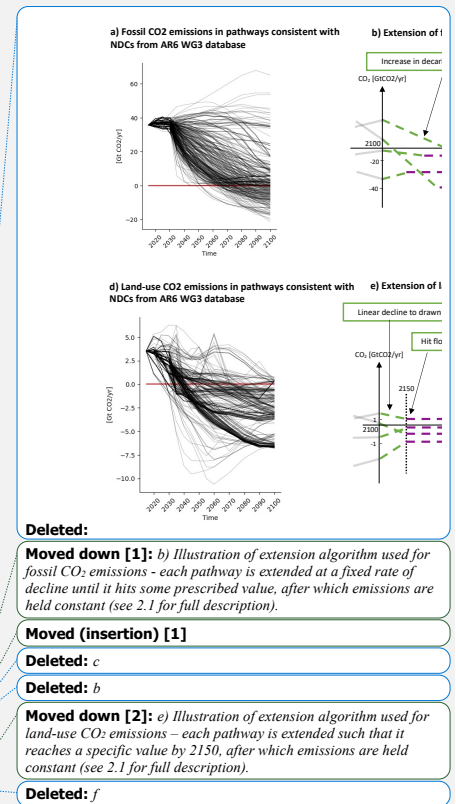 a) Fossil CO2 emissions in pathways consistent with
NDCs from AR6 WG3 database
b) Extension of f
Increase in decar
CO₂ [GtCO2/yr]
60
40
20
0
−20
[Gt CO2/yr]
2020
2030
2040
2050
2060
2070
2080
2090
2100
Time
2100
-20
-40
d) Land-use CO2 emissions in pathways consistent with
NDCs from AR6 WG3 database
e) Extension of la
Linear decline to drawn
Hit flo
CO₂ [GtCO2/yr]
5.0
2.5
0.0
−2.5
−5.0
−7.5
−10.0
[Gt CO2/yr]
2020
2030
2040
2050
2060
2070
2080
2090
2100
Time
2150
1
2100
-1
Deleted:
Moved down [1]: b) Illustration of extension algorithm used for
fossil CO₂ emissions - each pathway is extended at a fixed rate of
decline until it hits some prescribed value, after which emissions are
held constant (see 2.1 for full description).
Moved (insertion) [1]
Deleted: c
Deleted: b
Moved down [2]: e) Illustration of extension algorithm used for
land-use CO₂ emissions – each pathway is extended such that it
reaches a specific value by 2150, after which emissions are held
constant (see 2.1 for full description).
Deleted: f